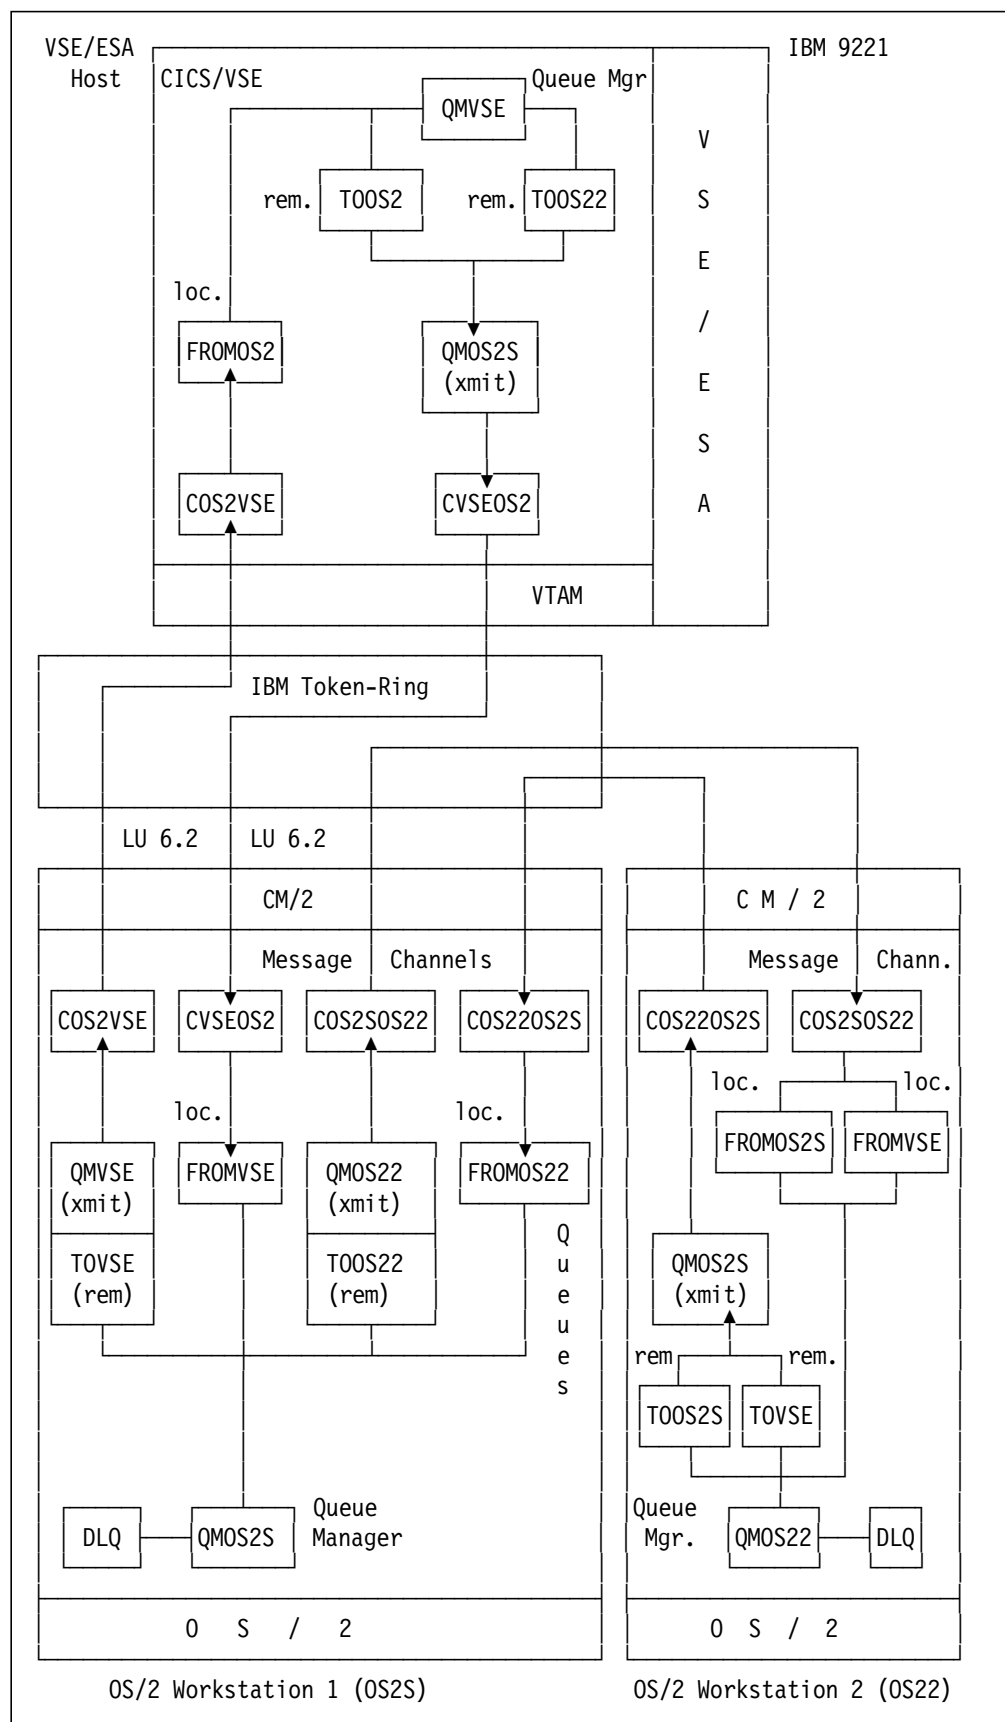 VSE/ESA IBM 9221
Host CICS/VSE Queue Mgr
QMVSE
V
rem. TOOS2 rem. TOOS22 S
E
loc.
/
FROMOS2 QMOS2S
(xmit) E
S
COS2VSE CVSEOS2 A
VTAM
IBM Token-Ring
LU 6.2 LU 6.2
CM/2 C M / 2
Message Channels Message Chann.
COS2VSE CVSEOS2 COS2SOS22 COS22OS2S COS22OS2S COS2SOS22
loc. loc.
loc. loc.
FROMOS2S FROMVSE
QMVSE FROMVSE QMOS22 FROMOS22
(xmit) (xmit)
Q
TOVSE TOOS22 u QMOS2S
(rem) (rem) e (xmit)
u
e rem rem.
s
TOOS2S TOVSE
Queue Queue
DLQ QMOS2S Manager Mgr. QMOS22 DLQ
O S / 2 O S / 2
OS/2 Workstation 1 (OS2S) OS/2 Workstation 2 (OS22)